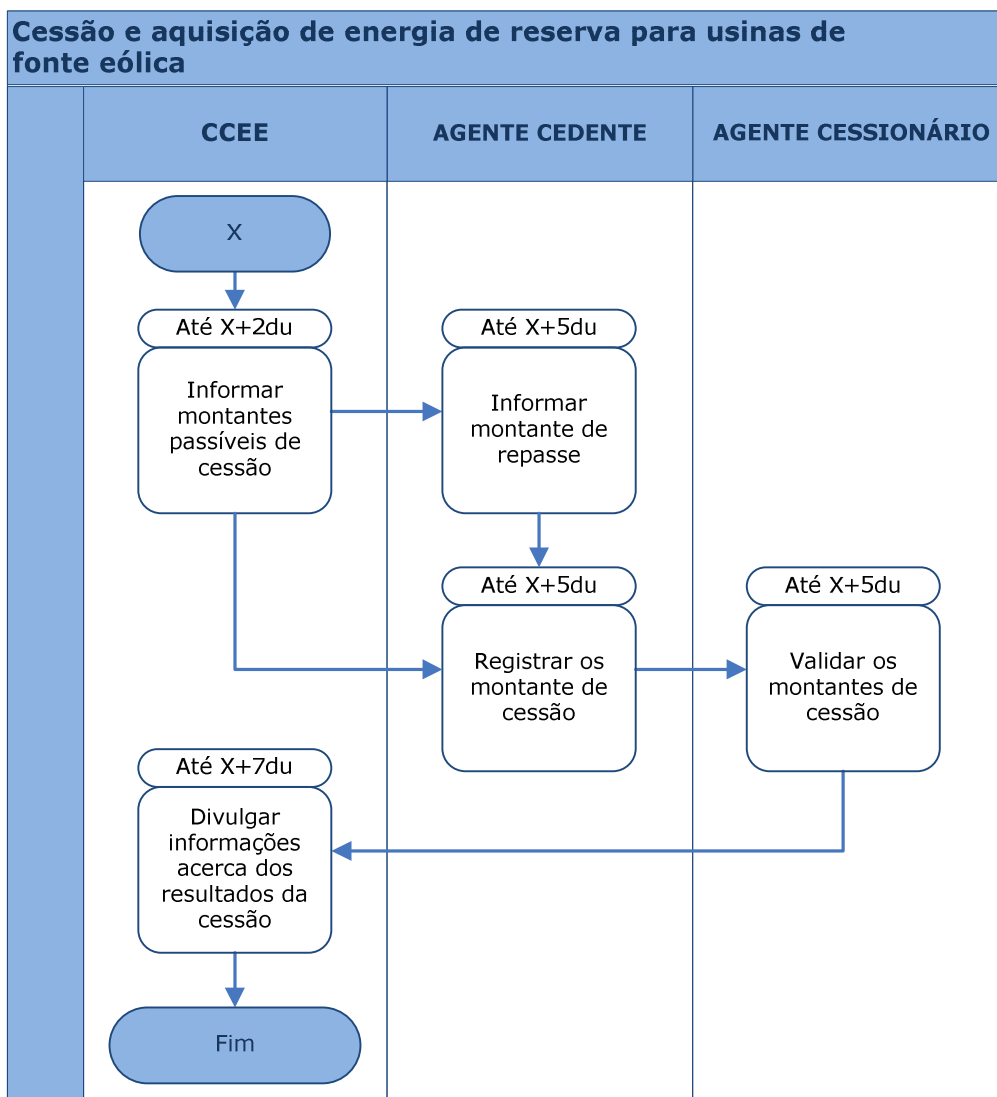 Cessão e aquisição de energia de reserva para usinas de
fonte eólica
CCEE
AGENTE CEDENTE
AGENTE CESSIONÁRIO
X
Até X+2du
Informar
montantes
passíveis de
cessão
Até X+5du
Informar
montante de
repasse
Até X+5du
Registrar os
montante de
cessão
Até X+5du
Validar os
montantes de
cessão
Até X+7du
Divulgar
informações
acerca dos
resultados da
cessão
Fim